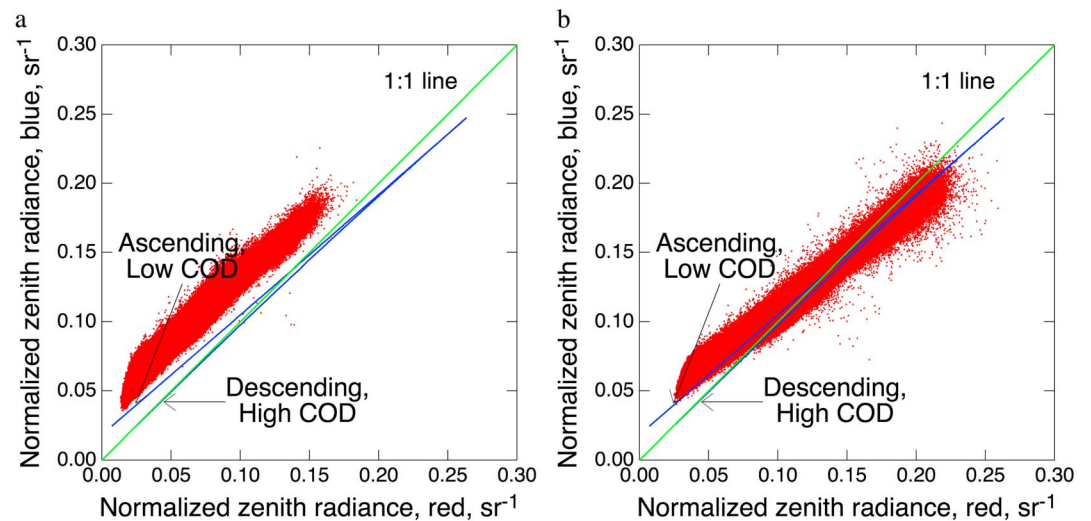 a
Normalized zenith radiance, blue, sr-1
0.30
0.25
0.20
0.15
0.10
0.05
0.00
1:1 line
Ascending,
Low COD
Descending,
High COD
0.00 0.05 0.10 0.15 0.20 0.25 0.30
Normalized zenith radiance, red, sr-1
b
Normalized zenith radiance, blue, sr-1
0.30
0.25
0.20
0.15
0.10
0.05
0.00
1:1 line
Ascending,
Low COD
Descending,
High COD
0.00 0.05 0.10 0.15 0.20 0.25 0.30
Normalized zenith radiance, red, sr-1